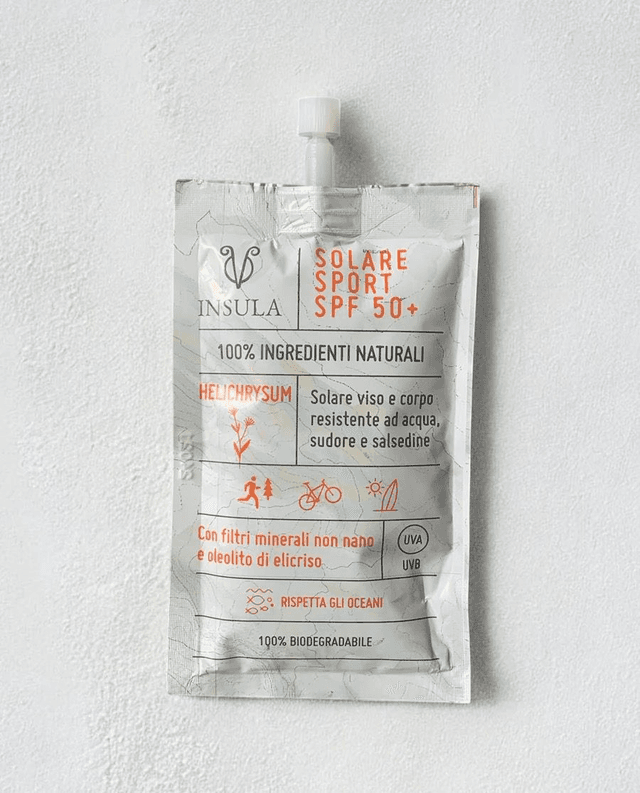 INSULA
SOLARE
SPORT
SPF 50+
100% INGREDIENTI NATURALI
HELICHRYSUM
Solare viso e corpo
resistente ad acqua,
sudore e salsedine
Con filtri minerali non nano
e oleolito di elicriso
UVA
UVB
RISPETTA GLI OCEANI
100% BIODEGRADABILE